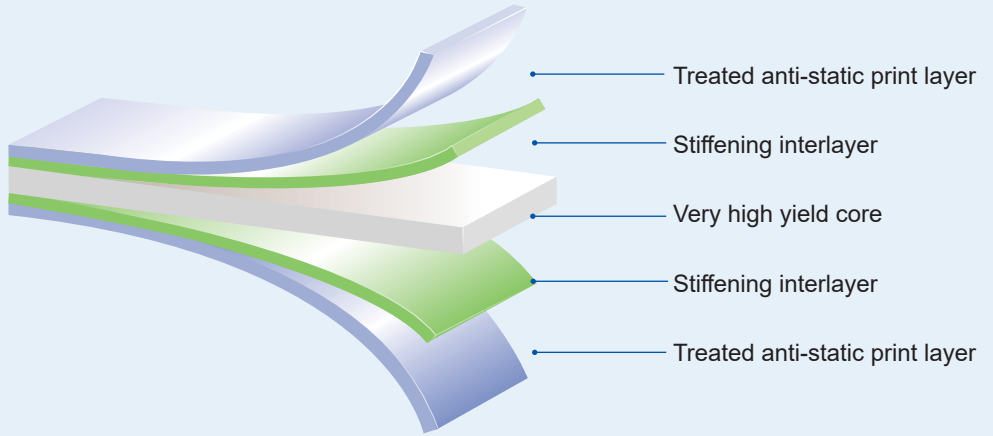 Treated anti-static print layer
Stiffening interlayer
Very high yield core
Stiffening interlayer
Treated anti-static print layer